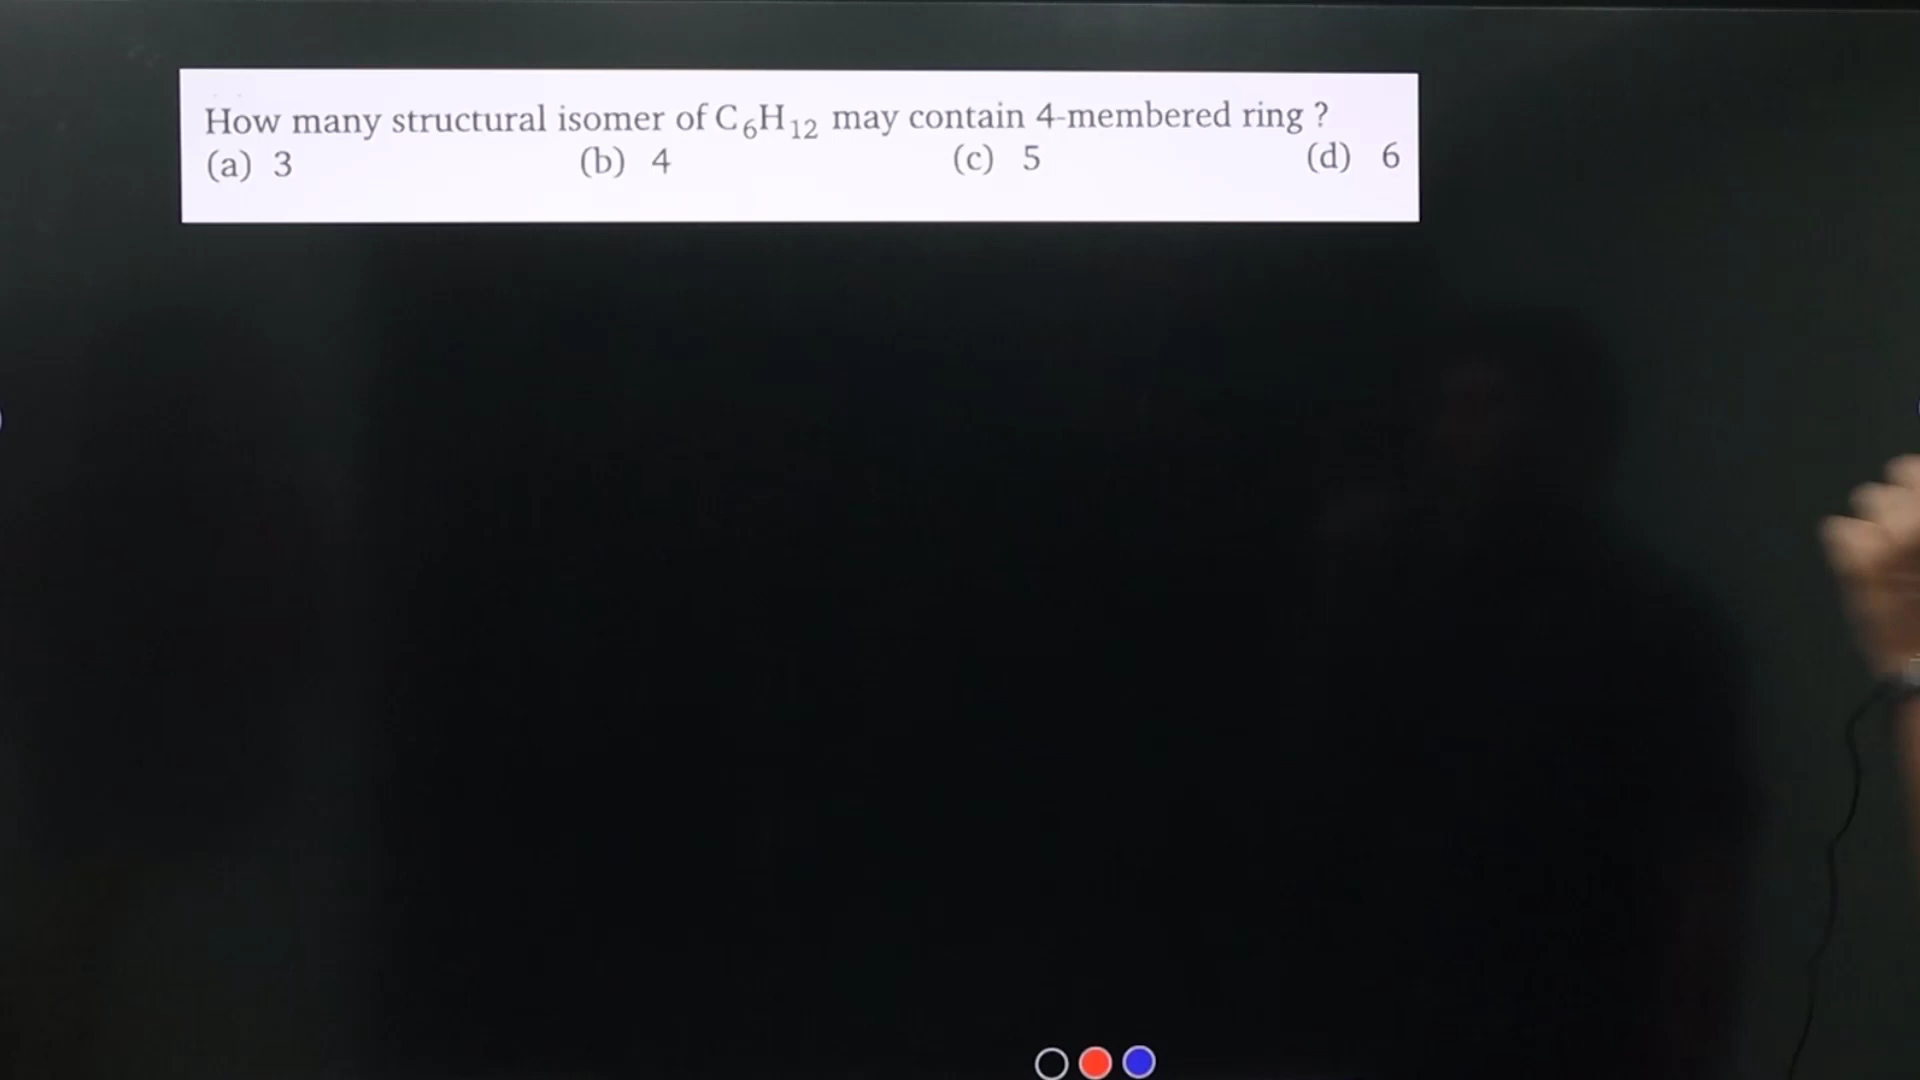 How many structural isomer of C₆H₁₂ may contain 4-membered ring ?
(a) 3 (b) 4 (c) 5 (d) 6